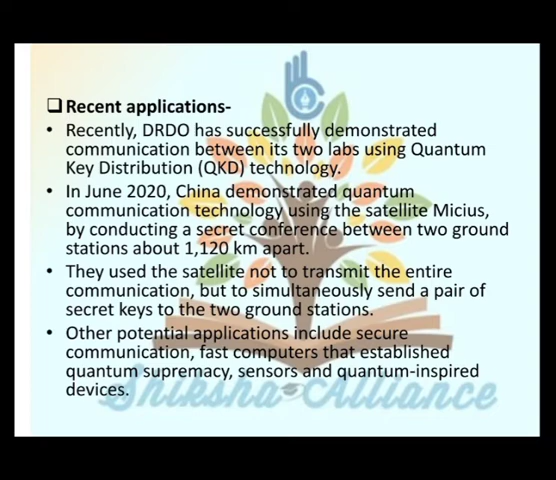 ❑ Recent applications-
• Recently, DRDO has successfully demonstrated
communication between its two labs using Quantum
Key Distribution (QKD) technology.
• In June 2020, China demonstrated quantum
communication technology using the satellite Micius,
by conducting a secret conference between two ground
stations about 1,120 km apart.
• They used the satellite not to transmit the entire
communication, but to simultaneously send a pair of
secret keys to the two ground stations.
• Other potential applications include secure
communication, fast computers that established
quantum supremacy, sensors and quantum-inspired
devices.
Shiksha Alliance